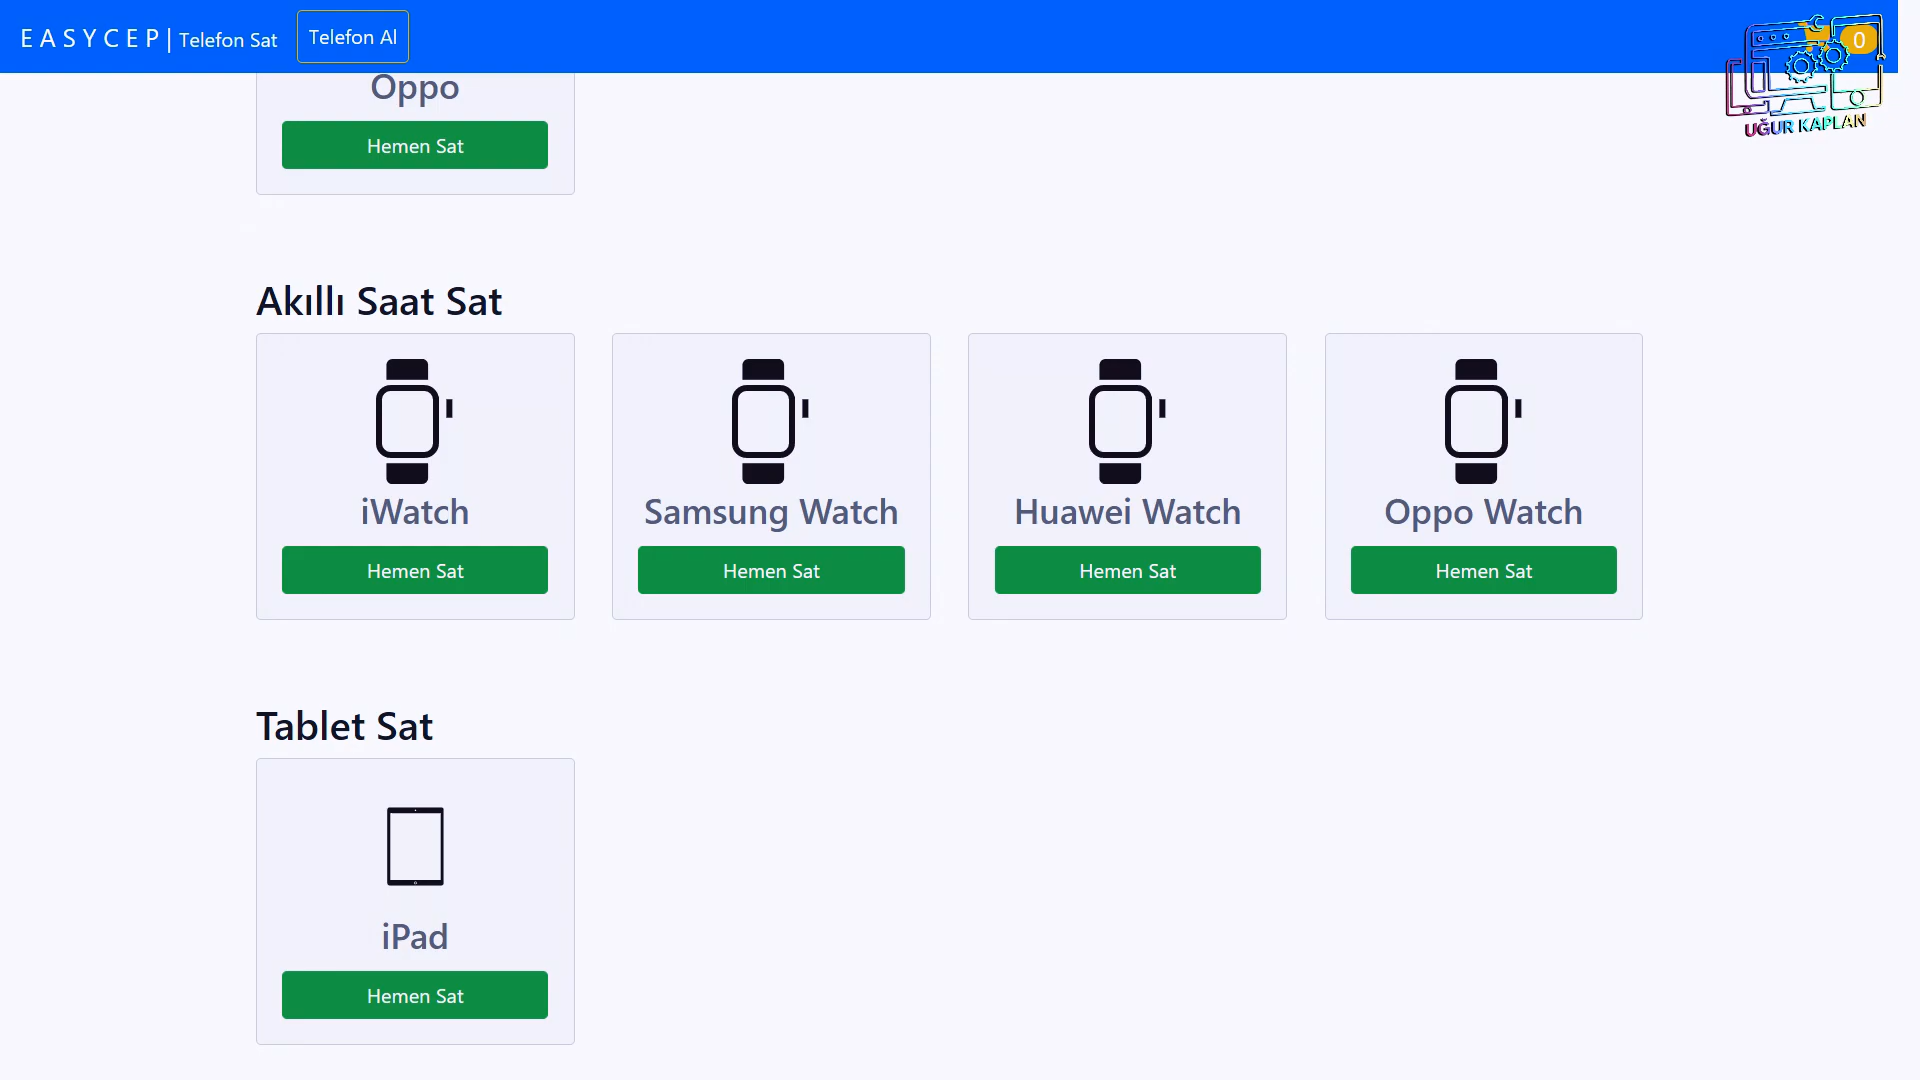 EASYCEP | Telefon Sat Telefon Al 0
UĞUR KAPLAN
Oppo
Hemen Sat
Akıllı Saat Sat
iWatch Samsung Watch Huawei Watch Oppo Watch
Hemen Sat Hemen Sat Hemen Sat Hemen Sat
Tablet Sat
iPad
Hemen Sat